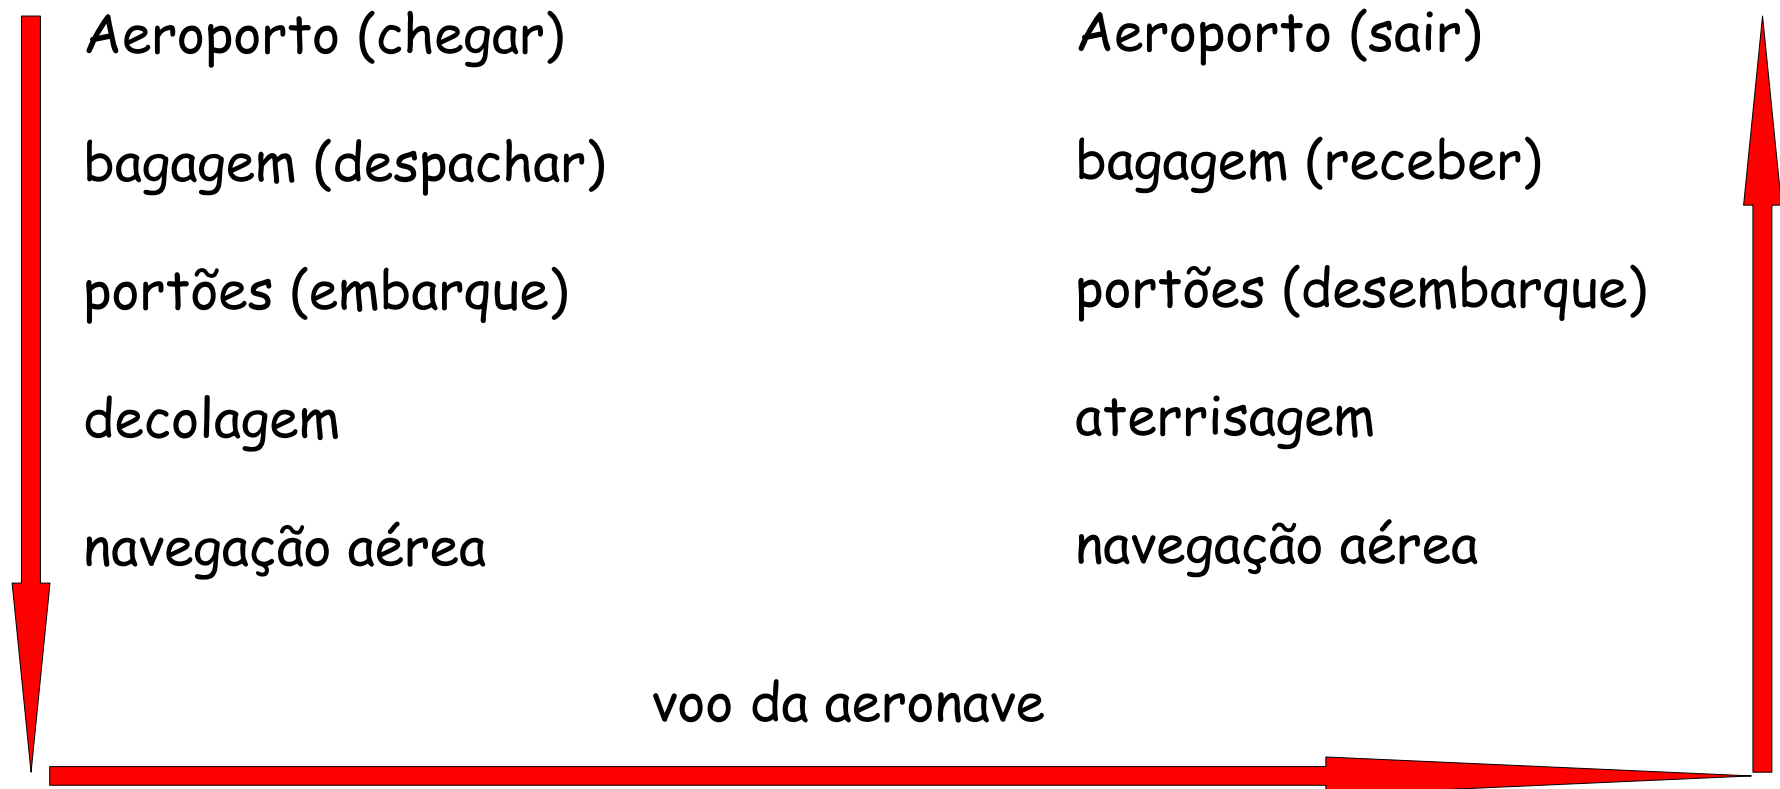 Aeroporto (chegar)
bagagem (despachar)
portões (embarque)
decolagem
navegação aérea
voo da aeronave
Aeroporto (sair)
bagagem (receber)
portões (desembarque)
aterrisagem
navegação aérea